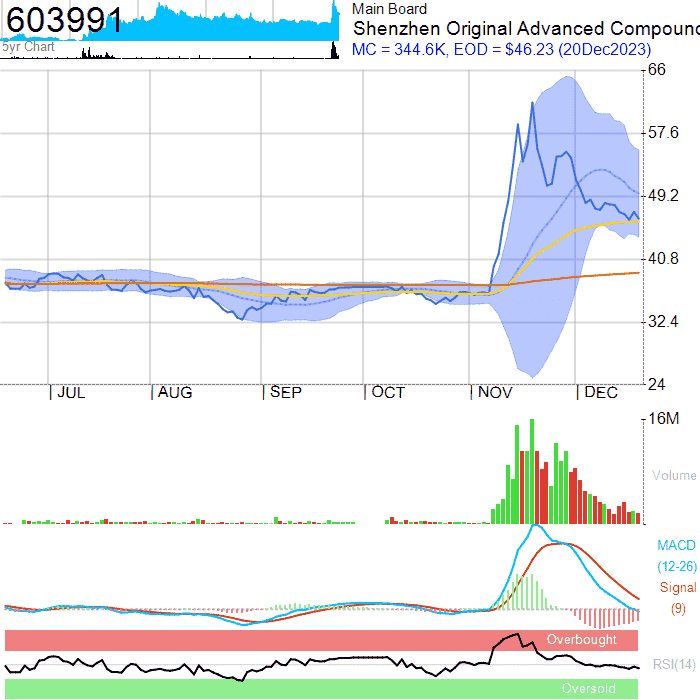 603991
5yr Chart
Main Board
Shenzhen Original Advanced Compound
MC = 344.6K, EOD = $46.23 (20Dec2023)
66
57.6
49.2
40.8
32.4
24
JUL AUG SEP OCT NOV DEC
16M
Volume
MACD
(12-26)
Signal
(9)
Overbought
RSI(14)
Oversold